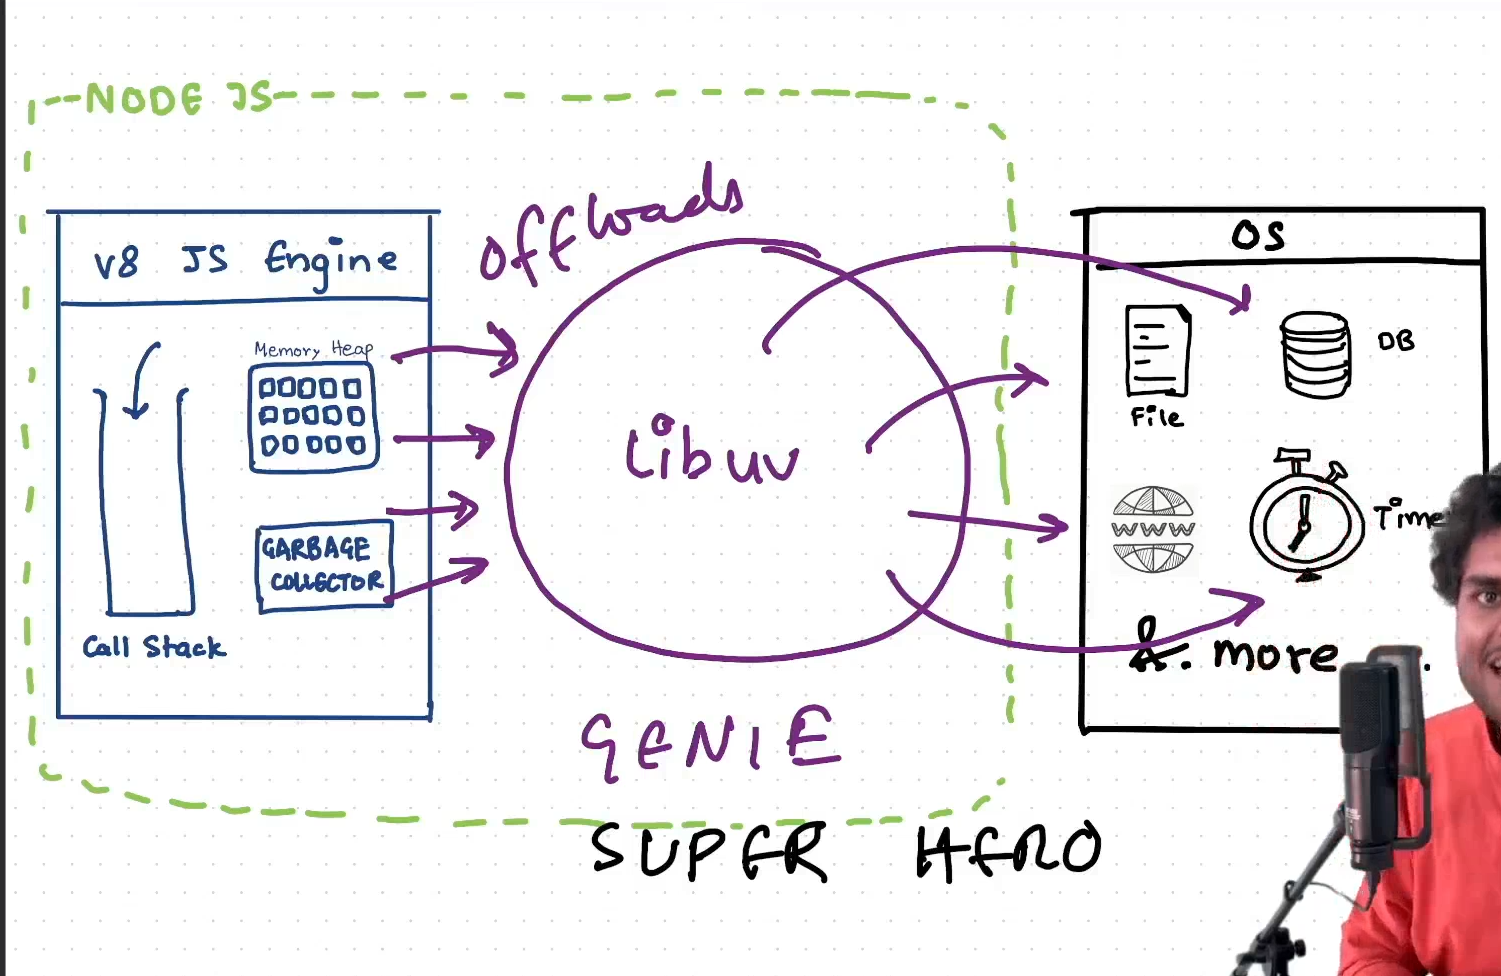 NODE JS
offloads
V8 JS Engine
OS
Memory Heap
DB
File
Libuv
WWW
Time
GARBAGE
COLLECTOR
Call Stack
&. more
GENIE
SUPER HERO